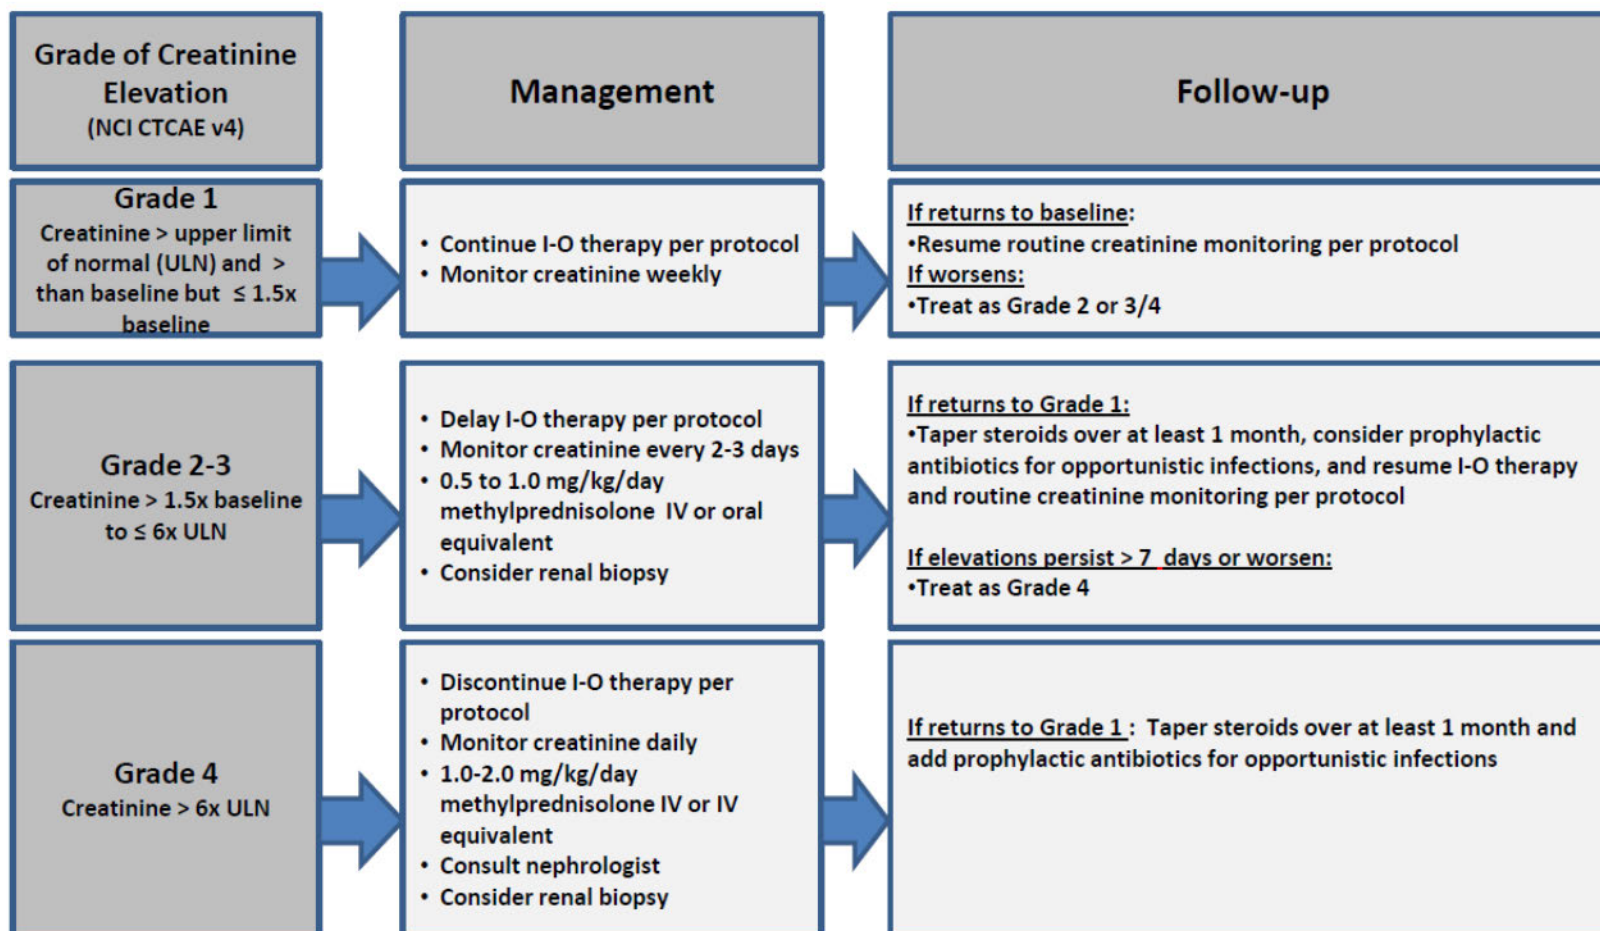 Grade of Creatinine
Elevation
(NCI CTCAE v4)
Management
Follow-up
Grade 1
Creatinine > upper limit
of normal (ULN) and >
than baseline but ≤ 1.5x
baseline
• Continue I-O therapy per protocol
• Monitor creatinine weekly
If returns to baseline:
•Resume routine creatinine monitoring per protocol
If worsens:
•Treat as Grade 2 or 3/4
Grade 2-3
Creatinine > 1.5x baseline
to ≤ 6x ULN
• Delay I-O therapy per protocol
• Monitor creatinine every 2-3 days
• 0.5 to 1.0 mg/kg/day
methylprednisolone IV or oral
equivalent
• Consider renal biopsy
If returns to Grade 1:
•Taper steroids over at least 1 month, consider prophylactic
antibiotics for opportunistic infections, and resume I-O therapy
and routine creatinine monitoring per protocol
If elevations persist > 7 days or worsen:
•Treat as Grade 4
Grade 4
Creatinine > 6x ULN
• Discontinue I-O therapy per
protocol
• Monitor creatinine daily
• 1.0-2.0 mg/kg/day
methylprednisolone IV or IV
equivalent
• Consult nephrologist
• Consider renal biopsy
If returns to Grade 1 : Taper steroids over at least 1 month and
add prophylactic antibiotics for opportunistic infections